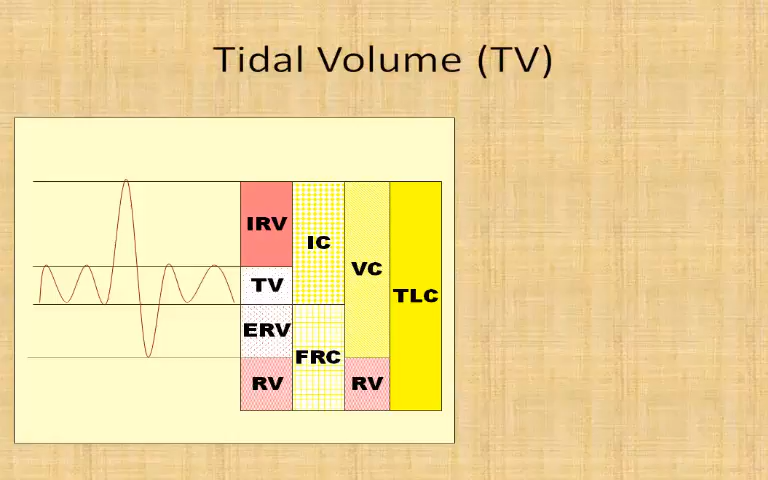 Tidal Volume (TV)
IRV
IC
VC
TV
TLC
ERV
FRC
RV
RV